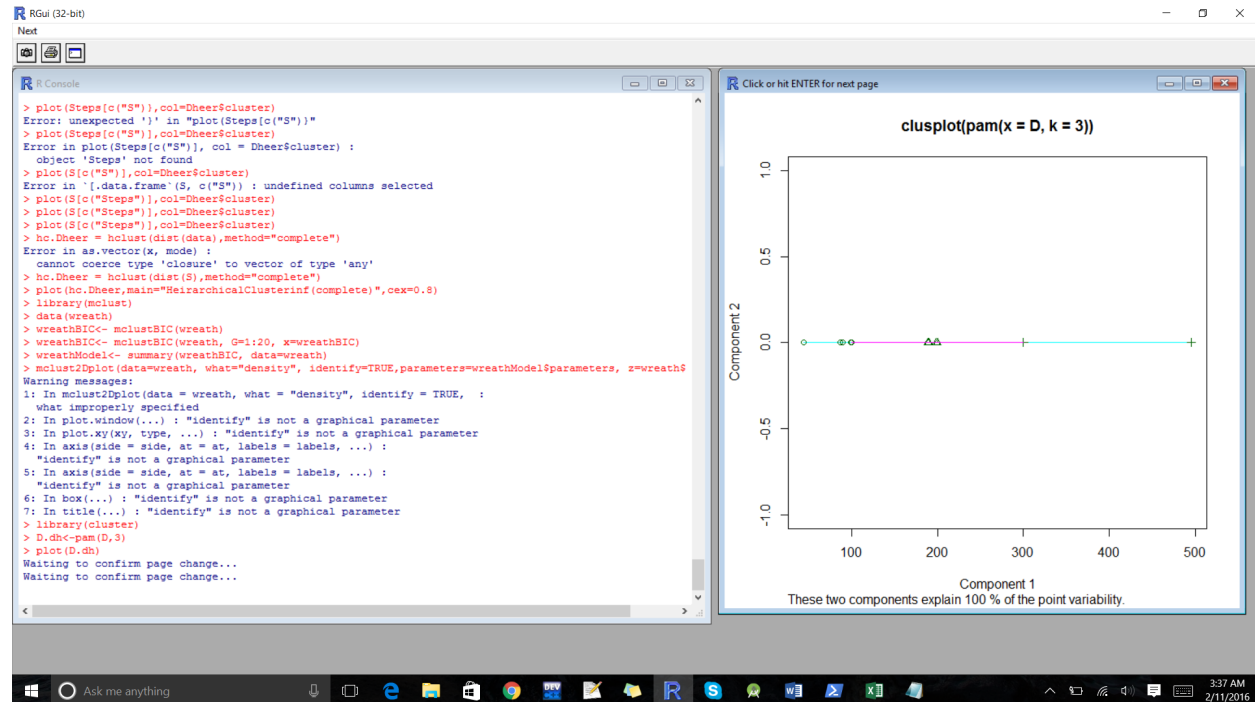 RGui (32-bit)
Next
R Console
> plot(Steps[c("S")},col=Dheer$cluster)
Error: unexpected '}' in "plot(Steps[c("S")}"
> plot(Steps[c("S")],col=Dheer$cluster)
Error in plot(Steps[c("S")], col = Dheer$cluster) :
object 'Steps' not found
> plot(S[c("S")],col=Dheer$cluster)
Error in `[.data.frame`(S, c("S")) : undefined columns selected
> plot(S[c("Steps")],col=Dheer$cluster)
> plot(S[c("Steps")],col=Dheer$cluster)
> plot(S[c("Steps")],col=Dheer$cluster)
> hc.Dheer = hclust(dist(data),method="complete")
Error in as.vector(x, mode) :
cannot coerce type 'closure' to vector of type 'any'
> hc.Dheer = hclust(dist(S),method="complete")
> plot(hc.Dheer,main="HeirarchicalClusterinf(complete)",cex=0.8)
> library(mclust)
> data(wreath)
> wreathBIC<- mclustBIC(wreath)
> wreathBIC<- mclustBIC(wreath, G=1:20, x=wreathBIC)
> wreathModel<- summary(wreathBIC, data=wreath)
> mclust2Dplot(data=wreath, what="density", identify=TRUE,parameters=wreathModel$parameters, z=wreath$
Warning messages:
1: In mclust2Dplot(data = wreath, what = "density", identify = TRUE,  :
what improperly specified
2: In plot.window(...) : "identify" is not a graphical parameter
3: In plot.xy(xy, type, ...) : "identify" is not a graphical parameter
4: In axis(side = side, at = at, labels = labels, ...) :
"identify" is not a graphical parameter
5: In axis(side = side, at = at, labels = labels, ...) :
"identify" is not a graphical parameter
6: In box(...) : "identify" is not a graphical parameter
7: In title(...) : "identify" is not a graphical parameter
> library(cluster)
> D.dh<-pam(D,3)
> plot(D.dh)
Waiting to confirm page change...
Waiting to confirm page change...
Click or hit ENTER for next page
clusplot(pam(x = D, k = 3))
Component 2
1.0
0.5
0.0
-0.5
-1.0
100 200 300 400 500
Component 1
These two components explain 100 % of the point variability.
Ask me anything
DEV
3:37 AM
2/11/2016